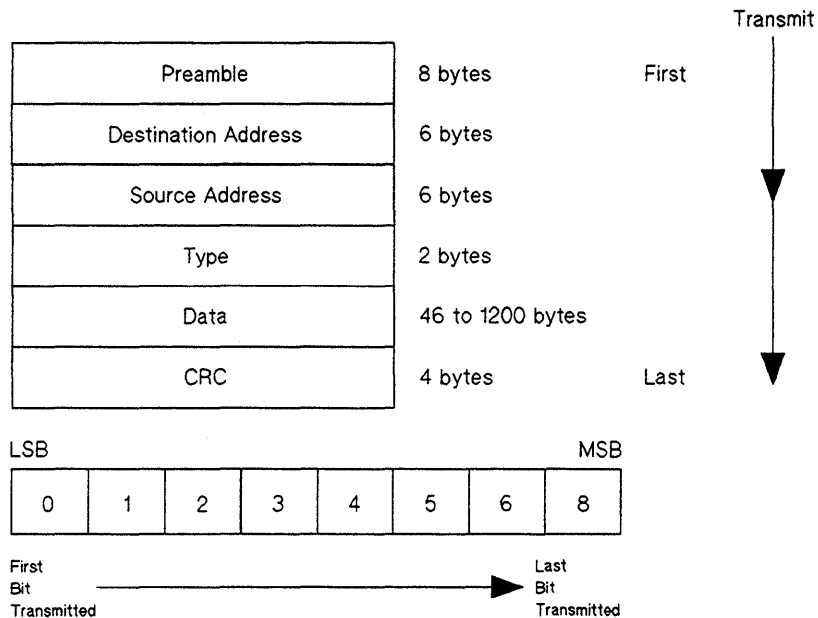 Transmit
Preamble 8 bytes First
Destination Address 6 bytes
Source Address 6 bytes
Type 2 bytes
Data 46 to 1200 bytes
CRC 4 bytes Last
LSB MSB
0 1 2 3 4 5 6 8
First Last
Bit Bit
Transmitted Transmitted